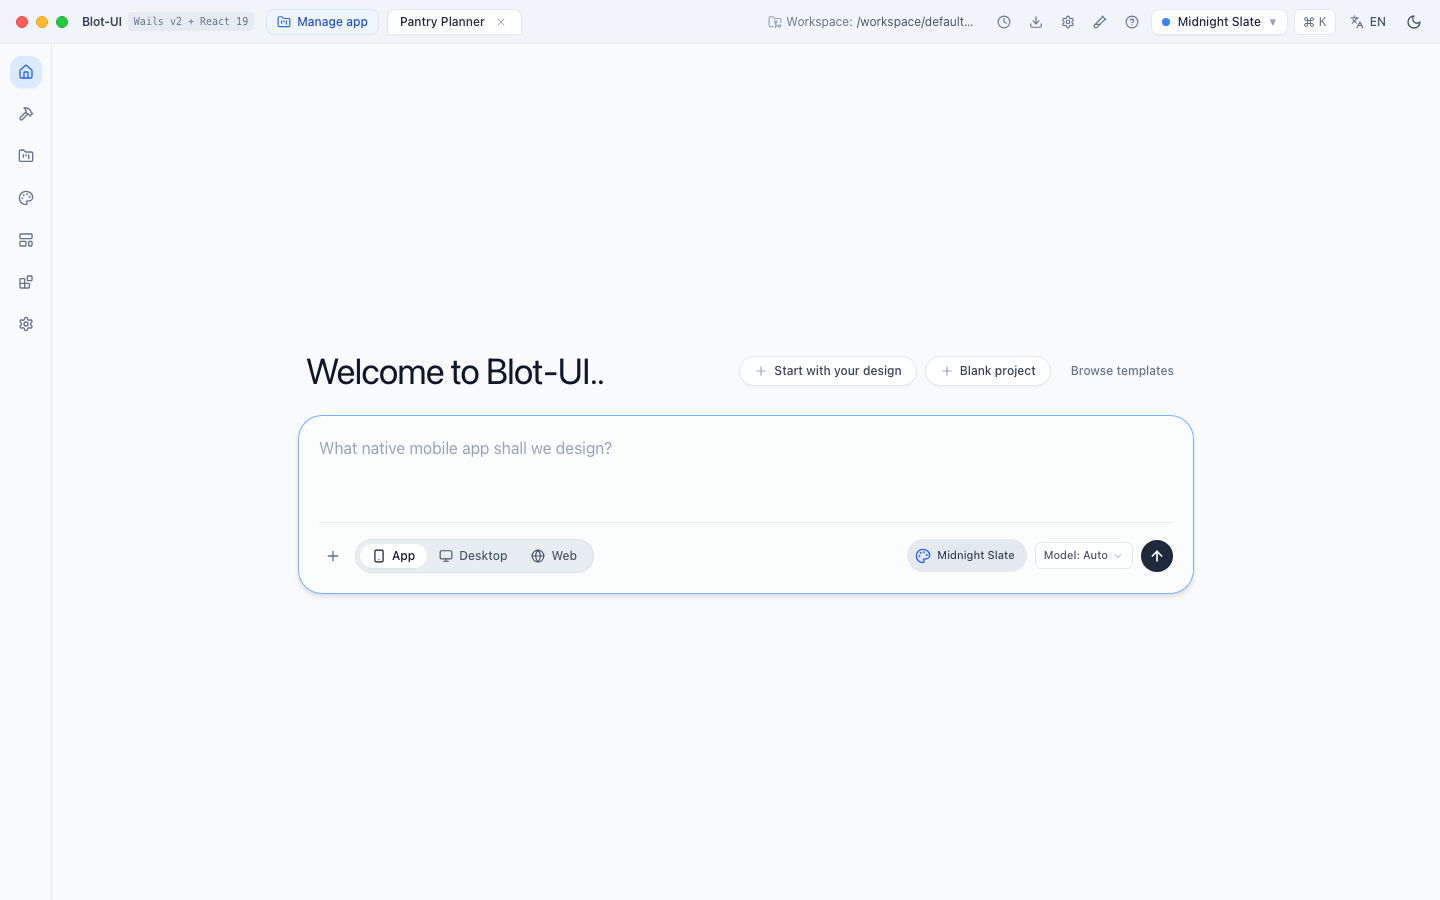 Blot-UI Wails v2 + React 19 Manage app Pantry Planner Workspace: /workspace/default... Midnight Slate ⌘ K EN
Welcome to Blot-UI..
Start with your design Blank project Browse templates
What native mobile app shall we design?
App Desktop Web Midnight Slate Model: Auto